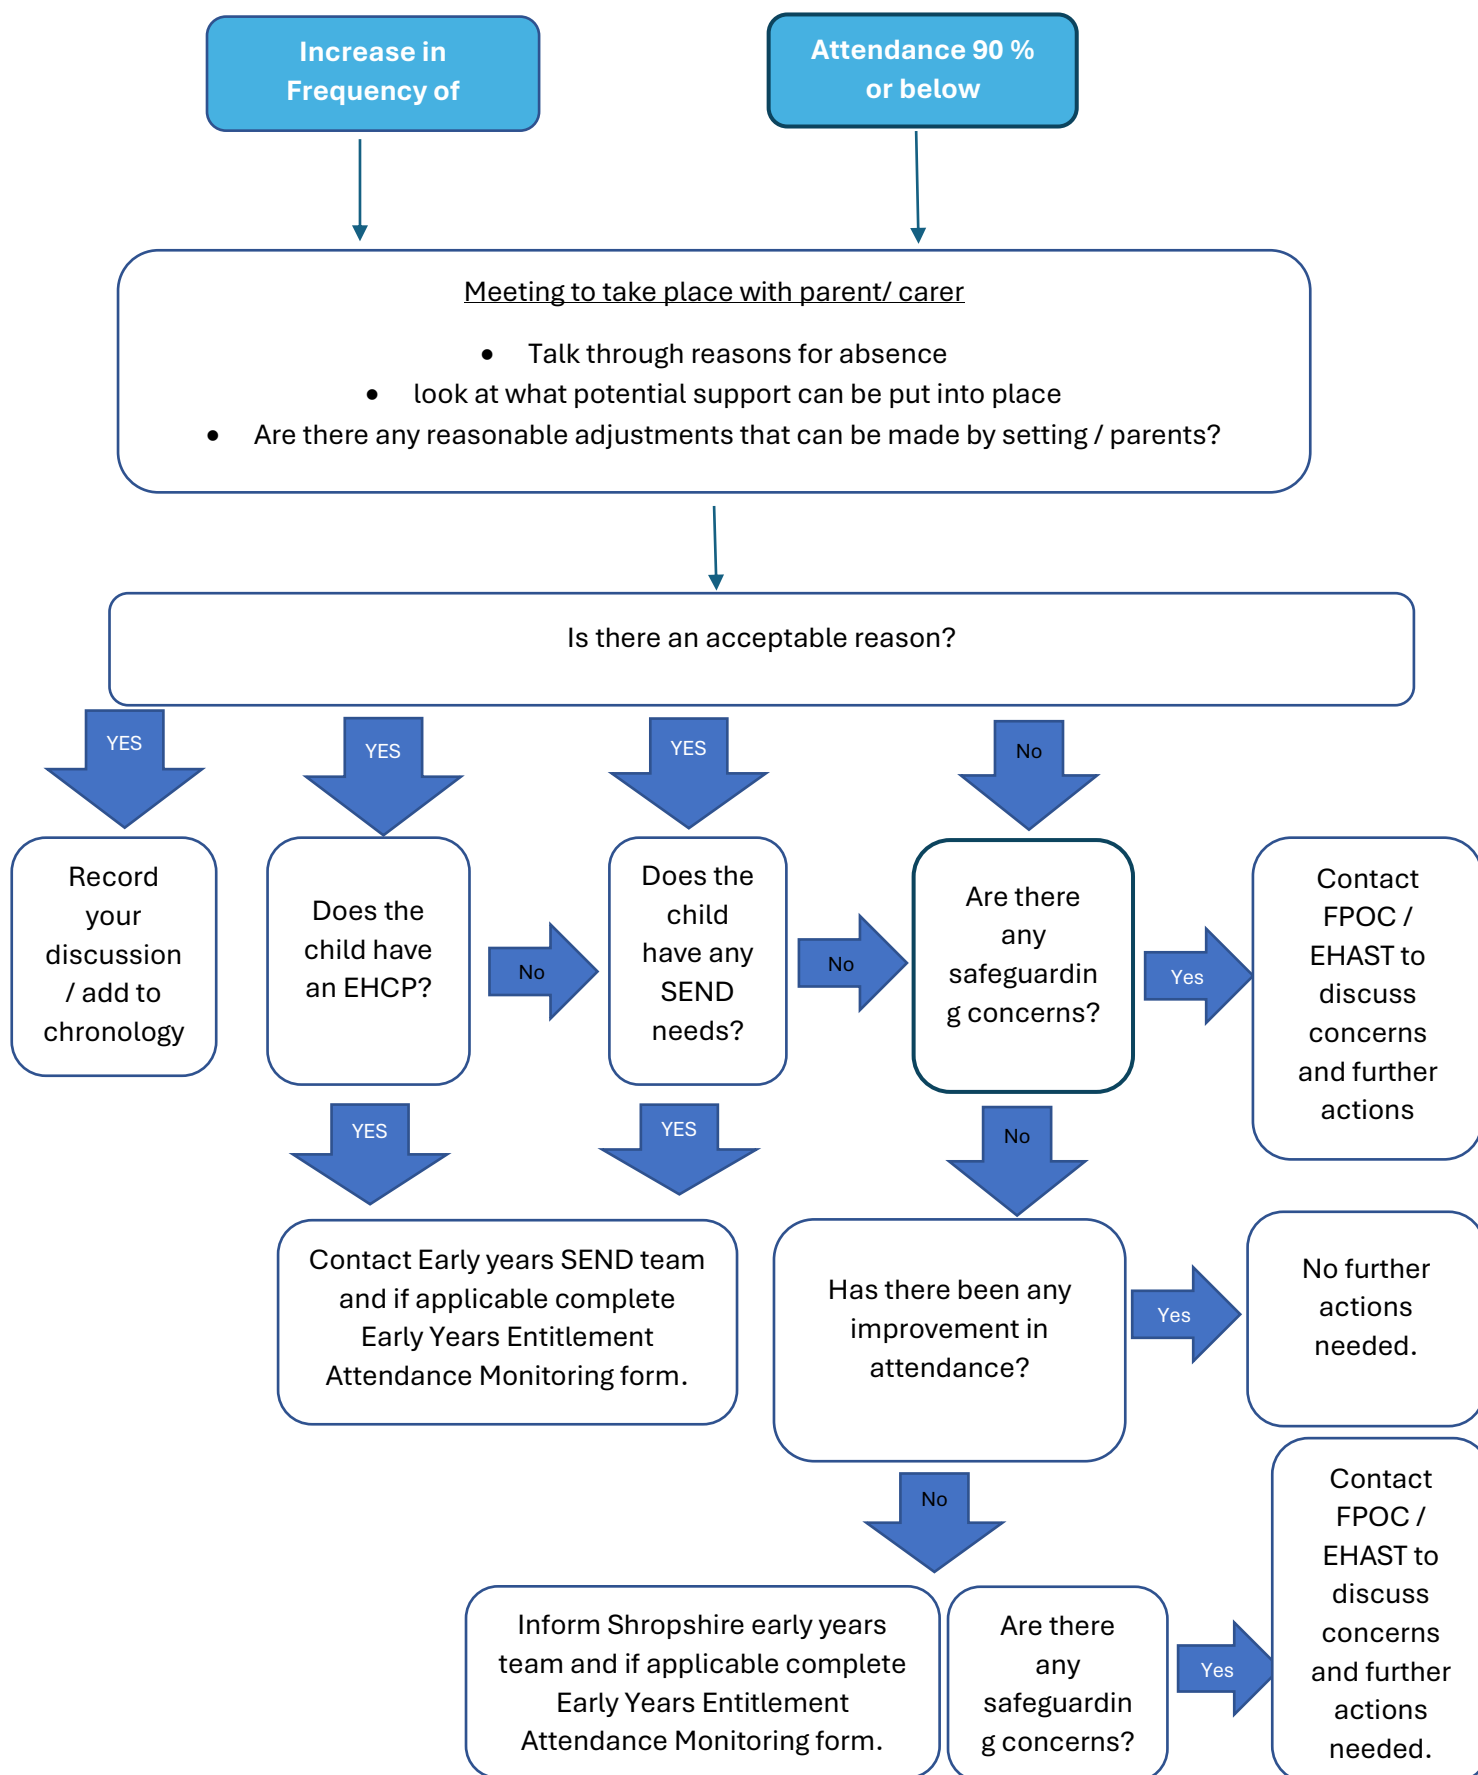 Increase in
Frequency of
Attendance 90 %
or below
Meeting to take place with parent/ carer
• Talk through reasons for absence
• look at what potential support can be put into place
• Are there any reasonable adjustments that can be made by setting / parents?
Is there an acceptable reason?
YES
YES
YES
No
Record
your
discussion
/ add to
chronology
Does the
child have
an EHCP?
No
Does the
child
have any
SEND
needs?
No
Are there
any
safeguardin
g concerns?
Yes
Contact
FPOC /
EHAST to
discuss
concerns
and further
actions
YES
YES
No
Contact Early years SEND team
and if applicable complete
Early Years Entitlement
Attendance Monitoring form.
Has there been any
improvement in
attendance?
Yes
No further
actions
needed.
No
Inform Shropshire early years
team and if applicable complete
Early Years Entitlement
Attendance Monitoring form.
Are there
any
safeguardin
g concerns?
Yes
Contact
FPOC /
EHAST to
discuss
concerns
and further
actions
needed.